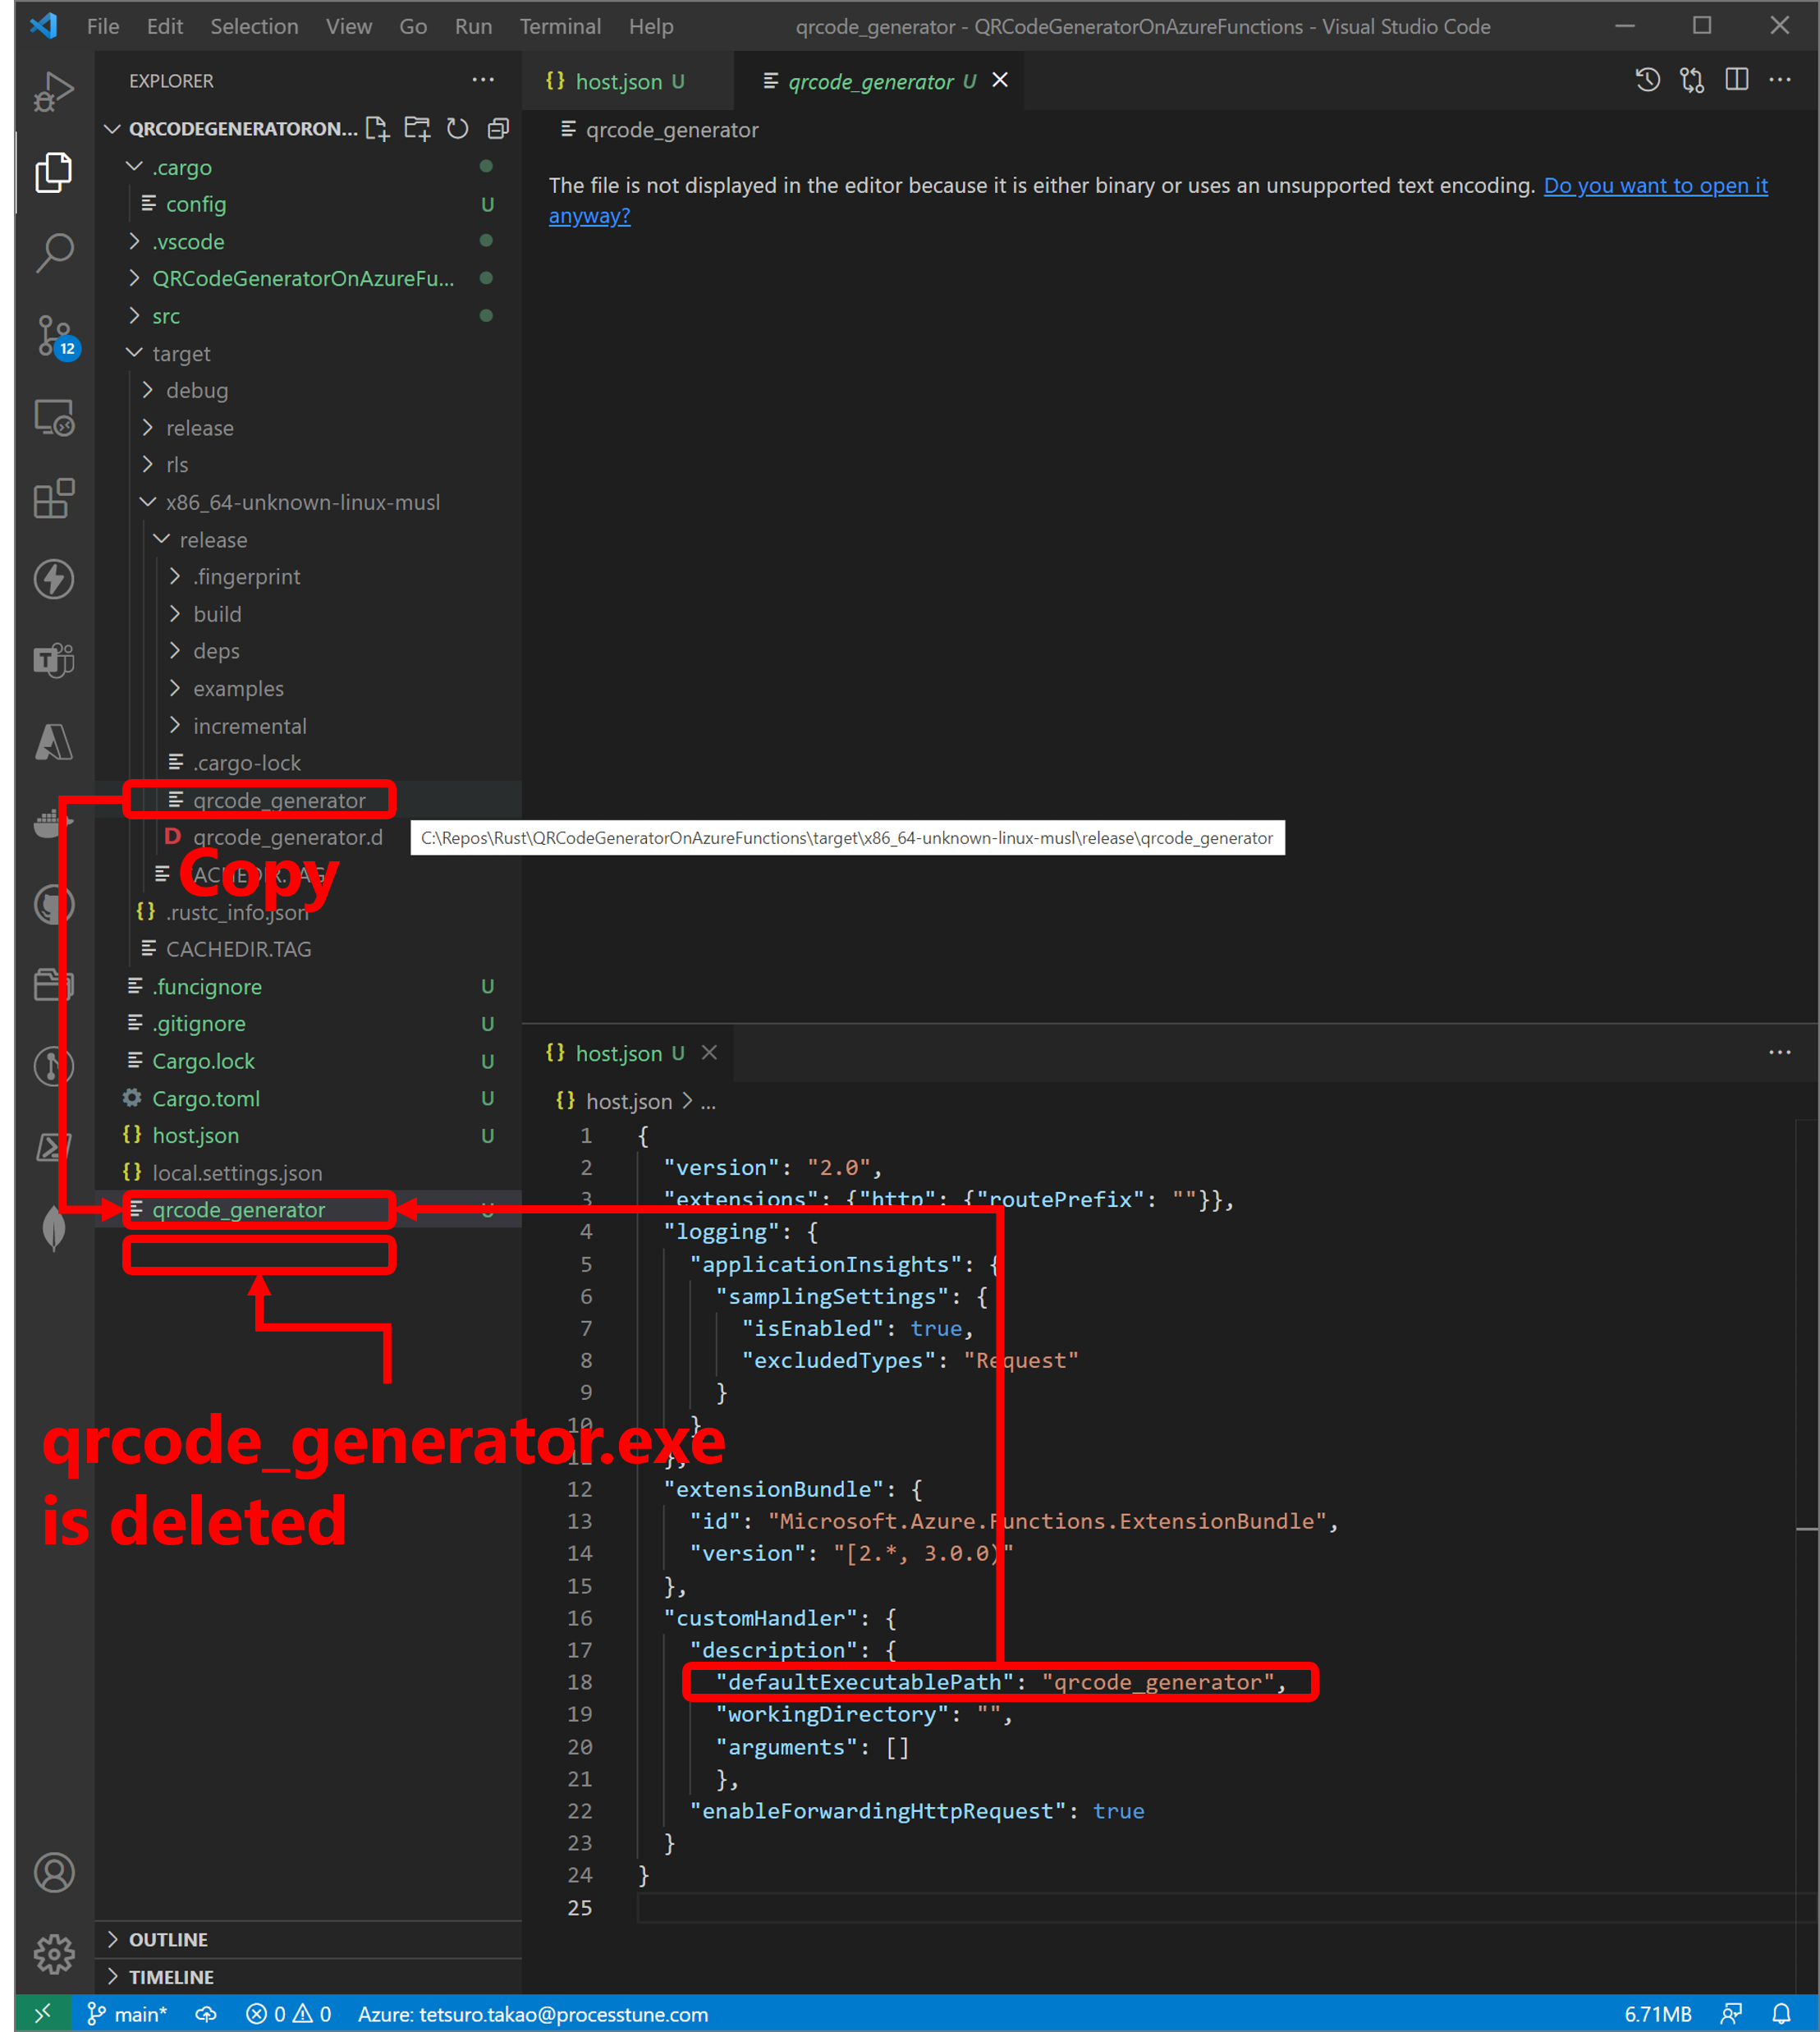 File Edit Selection View Go Run Terminal Help qrcode_generator - QRCodeGeneratorOnAzureFunctions - Visual Studio Code
EXPLORER
QRCODEGENERATORON...
.cargo
config U
.vscode
QRCodeGeneratorOnAzureFu...
src
target
debug
release
rls
x86_64-unknown-linux-musl
release
.fingerprint
build
deps
examples
incremental
.cargo-lock
qrcode_generator
qrcode_generator.d
C:\Repos\Rust\QRCodeGeneratorOnAzureFunctions\target\x86_64-unknown-linux-musl\release\qrcode_generator
Copy
CACHEDIR.TAG
.rustc_info.json
CACHEDIR.TAG
.funcignore U
.gitignore U
Cargo.lock U
Cargo.toml U
host.json U
local.settings.json
qrcode_generator U
qrcode_generator.exe
is deleted
OUTLINE
TIMELINE
12
host.json U
qrcode_generator U
qrcode_generator
The file is not displayed in the editor because it is either binary or uses an unsupported text encoding. Do you want to open it
anyway?
host.json U
host.json > ...
1 {
2 "version": "2.0",
3 "extensions": {"http": {"routePrefix": ""}},
4 "logging": {
5 "applicationInsights": {
6 "samplingSettings": {
7 "isEnabled": true,
8 "excludedTypes": "Request"
9 }
10 }
11 },
12 "extensionBundle": {
13 "id": "Microsoft.Azure.Functions.ExtensionBundle",
14 "version": "[2.*, 3.0.0)"
15 },
16 "customHandler": {
17 "description": {
18 "defaultExecutablePath": "qrcode_generator",
19 "workingDirectory": "",
20 "arguments": []
21 },
22 "enableForwardingHttpRequest": true
23 }
24 }
25
main* 0 0 Azure: tetsuro.takao@processtune.com 6.71MB